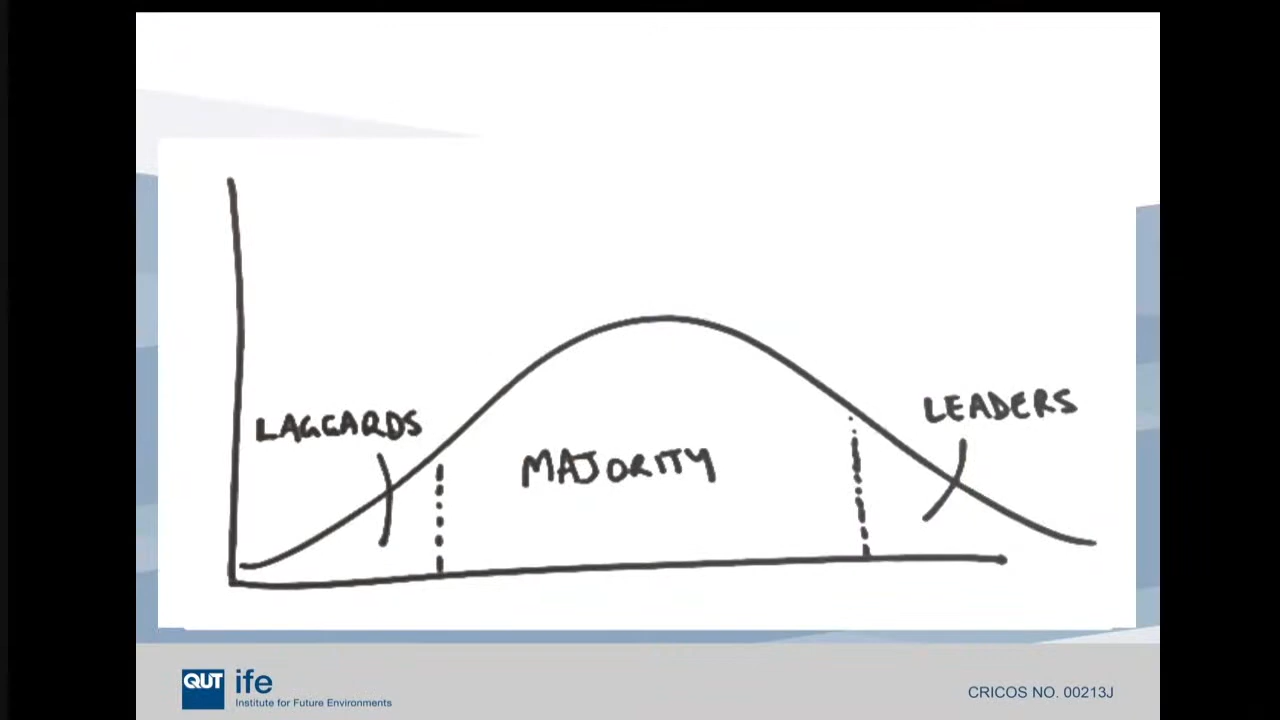 LAGGARDS
MAJORITY
LEADERS
QUT ife
Institute for Future Environments
CRICOS NO. 00213J